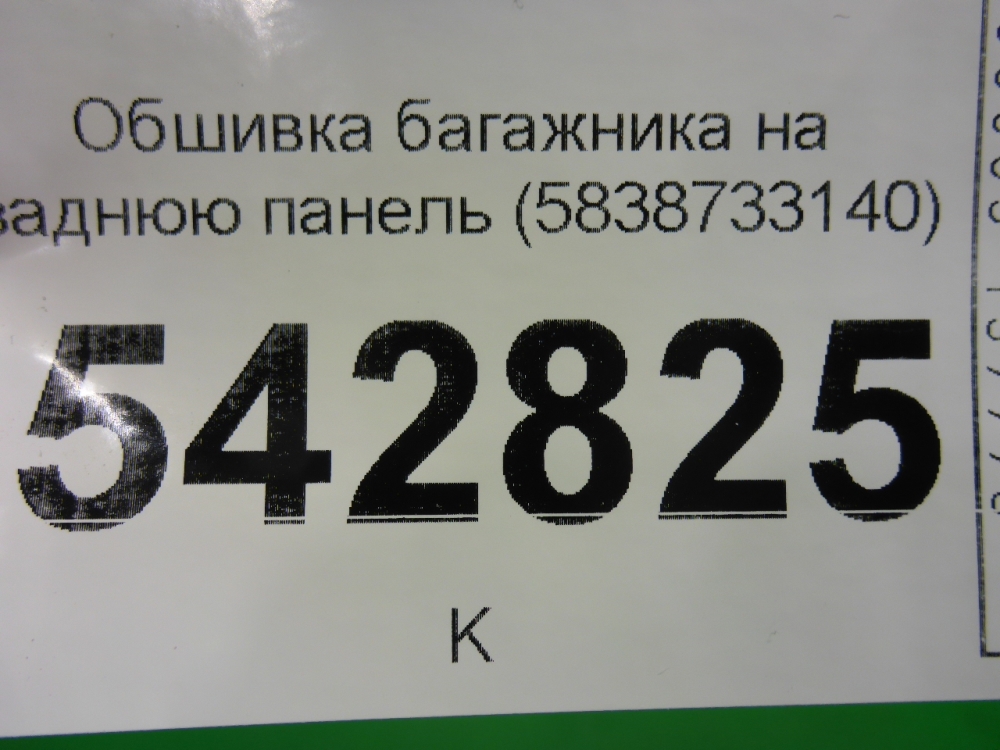 Обшивка багажника на
заднюю панель (5838733140)
542825
К